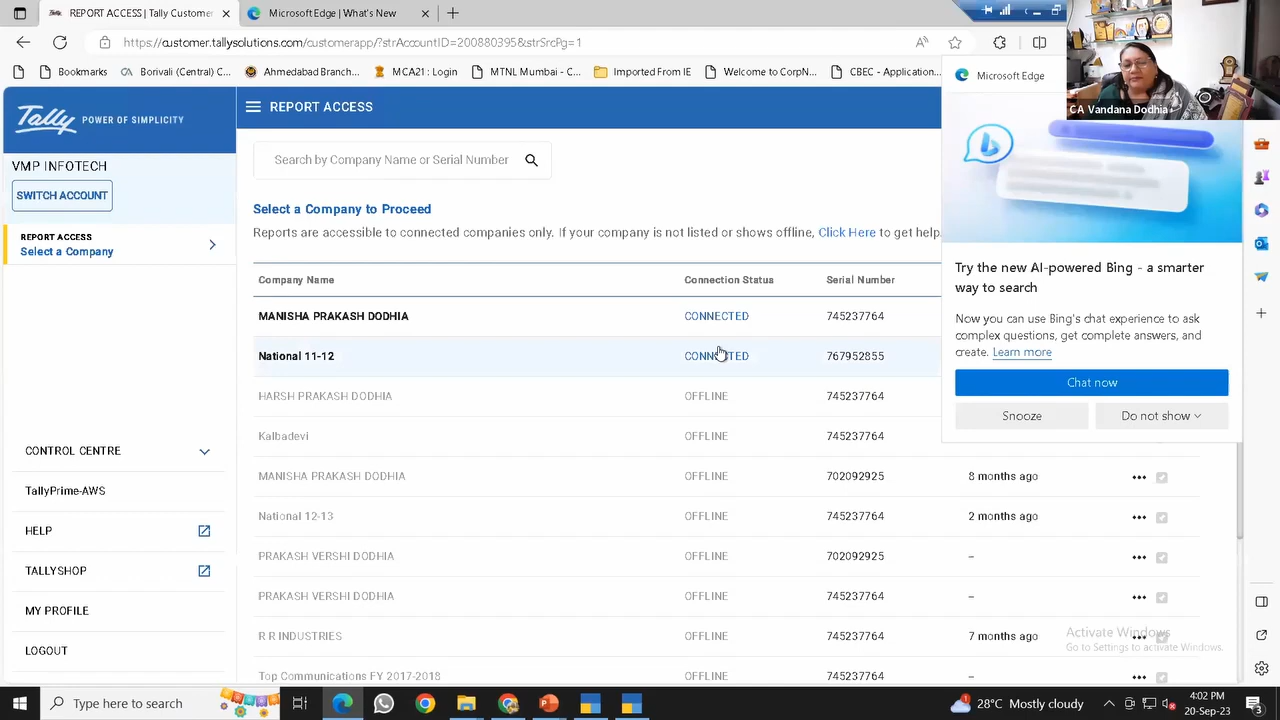 REPORT ACCESS | Tally Customer
Microsoft Edge | What's New
https://customer.tallysolutions.com/customerapp/?strAccountID=200880395&strSrcPg=1
Bookmarks
Borivali (Central) C...
Ahmedabad Branch...
MCA21 : Login
MTNL Mumbai - C...
Imported From IE
Welcome to CorpN...
CBEC - Application...
CA Vandana Dodhia
Tally POWER OF SIMPLICITY
REPORT ACCESS
VMP INFOTECH
SWITCH ACCOUNT
REPORT ACCESS
Select a Company
CONTROL CENTRE
TallyPrime-AWS
HELP
TALLYSHOP
MY PROFILE
LOGOUT
Search by Company Name or Serial Number
Select a Company to Proceed
Reports are accessible to connected companies only. If your company is not listed or shows offline, Click Here to get help.
Company Name Connection Status Serial Number
MANISHA PRAKASH DODHIA CONNECTED 745237764
National 11-12 CONNECTED 767952855
HARSH PRAKASH DODHIA OFFLINE 745237764
Kalbadevi OFFLINE 745237764
MANISHA PRAKASH DODHIA OFFLINE 702092925 8 months ago
National 12-13 OFFLINE 745237764 2 months ago
PRAKASH VERSHI DODHIA OFFLINE 702092925 –
PRAKASH VERSHI DODHIA OFFLINE 745237764 –
R R INDUSTRIES OFFLINE 745237764 7 months ago
Top Communications FY 2017-2018 OFFLINE 745237764 –
Microsoft Edge
Try the new AI-powered Bing - a smarter
way to search
Now you can use Bing's chat experience to ask
complex questions, get complete answers, and
create. Learn more
Chat now
Snooze
Do not show
Activate Windows
Go to Settings to activate Windows.
Type here to search
28°C Mostly cloudy
4:02 PM
20-Sep-23
3